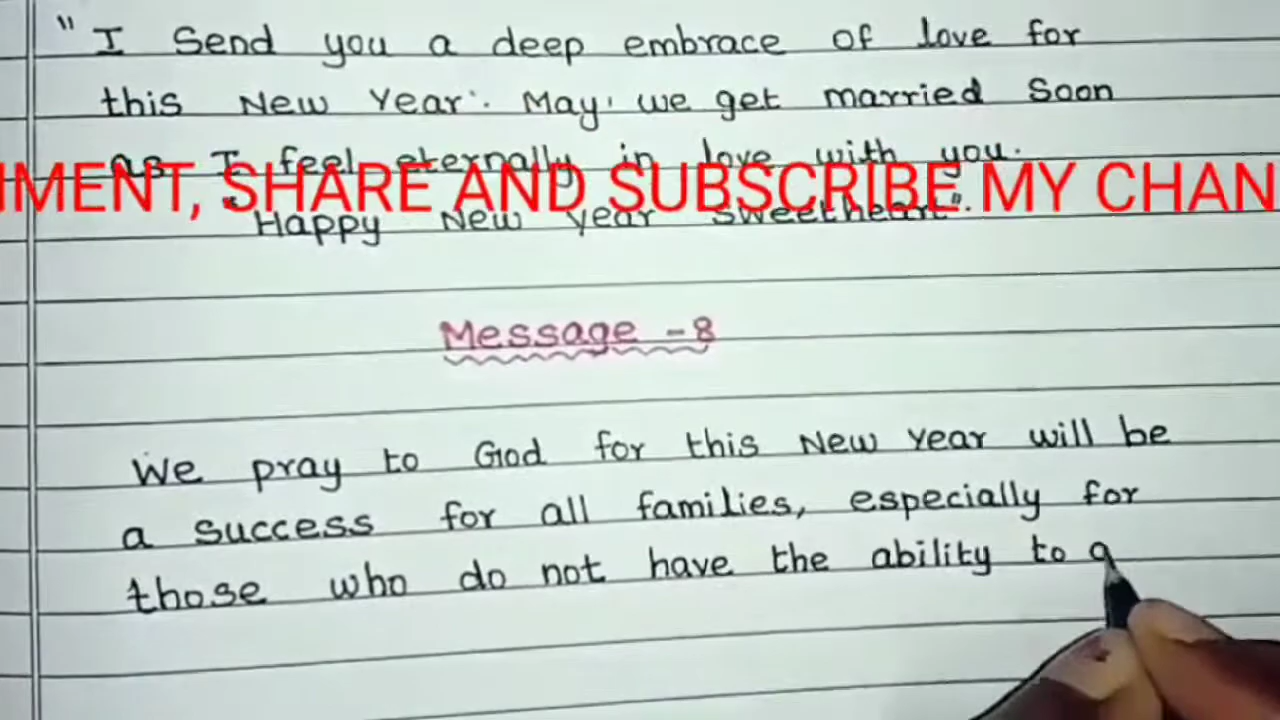 "I Send you a deep embrace of love for
this New Year. May we get married Soon
as I feel eternally in love with you.
MENT, SHARE AND SUBSCRIBE MY CHAN
"Happy New year Sweetheart".
Message -8
We pray to God for this New Year will be
a success for all families, especially for
those who do not have the ability to